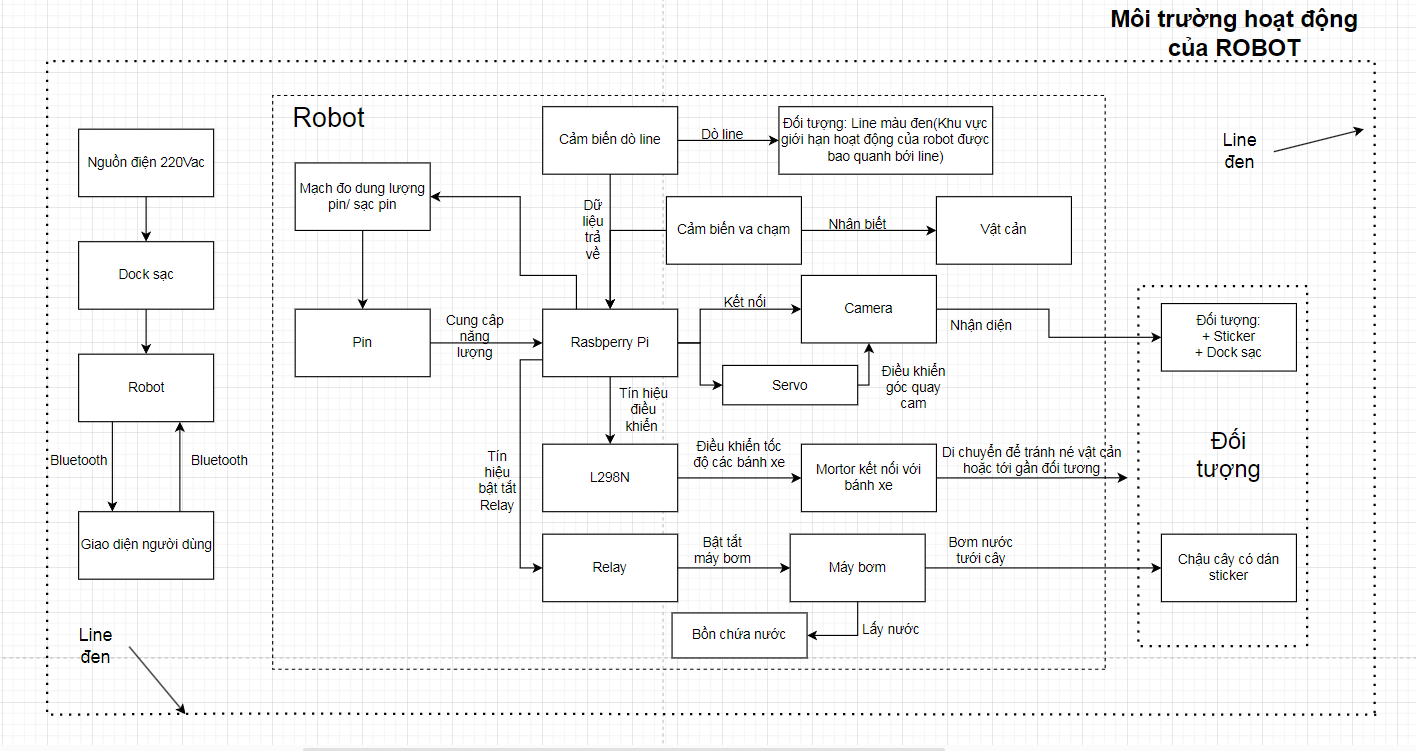 Môi trường hoạt động
của ROBOT
Robot
Nguồn điện 220Vac
Dock sạc
Robot
Bluetooth
Bluetooth
Giao diện người dùng
Line
đen
Mạch đo dung lượng
pin/ sạc pin
Pin
Cung câp
năng
lượng
Cảm biến dò line
Dò line
Đối tượng: Line màu đen(Khu vực
giới hạn hoạt động của robot được
bao quanh bởi line)
Dữ
liệu
trả
về
Cảm biến va chạm
Nhân biết
Vật cản
Rasbperry Pi
Kết nối
Camera
Nhận diện
Servo
Điều khiển
góc quay
cam
Tín hiệu
điều
khiển
L298N
Điều khiển tốc
độ các bánh xe
Mortor kết nối với
bánh xe
Di chuyển để tránh né vật cản
hoặc tới gần đối tương
Tín
hiệu
bật tắt
Relay
Relay
Bật tắt
máy bơm
Máy bơm
Bơm nước
tưới cây
Bồn chứa nước
Lấy nước
Line
đen
Đối tượng:
+ Sticker
+ Dock sạc
Đối
tượng
Chậu cây có dán
sticker